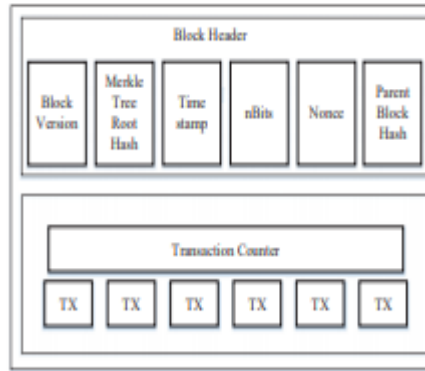 Block Header
Block
Version
Merkle
Tree
Root
Hash
Time
stamp
nBits
Nonce
Parent
Block
Hash
Transaction Counter
TX
TX
TX
TX
TX
TX